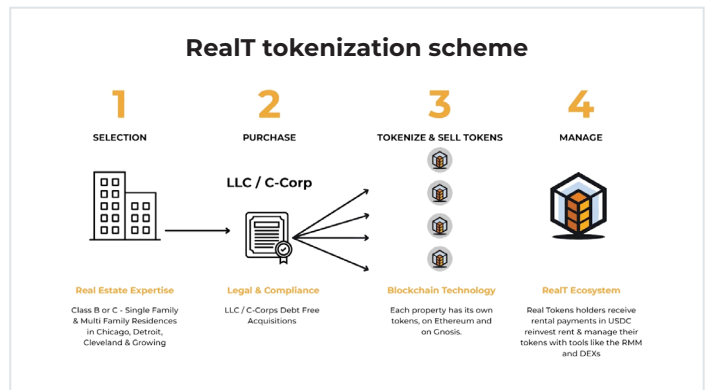 RealT tokenization scheme
1
2
3
4
SELECTION
PURCHASE
TOKENIZE & SELL TOKENS
MANAGE
LLC / C-Corp
Real Estate Expertise
Class B or C - Single Family
& Multi Family Residences
in Chicago, Detroit,
Cleveland & Growing
Legal & Compliance
LLC / C-Corps Debt Free
Acquisitions
Blockchain Technology
Each property has its own
tokens, on Ethereum and
on Gnosis.
RealT Ecosystem
Real Tokens holders receive
rental payments in USDC
reinvest rent & manage their
tokens with tools like the RMM
and DEXs